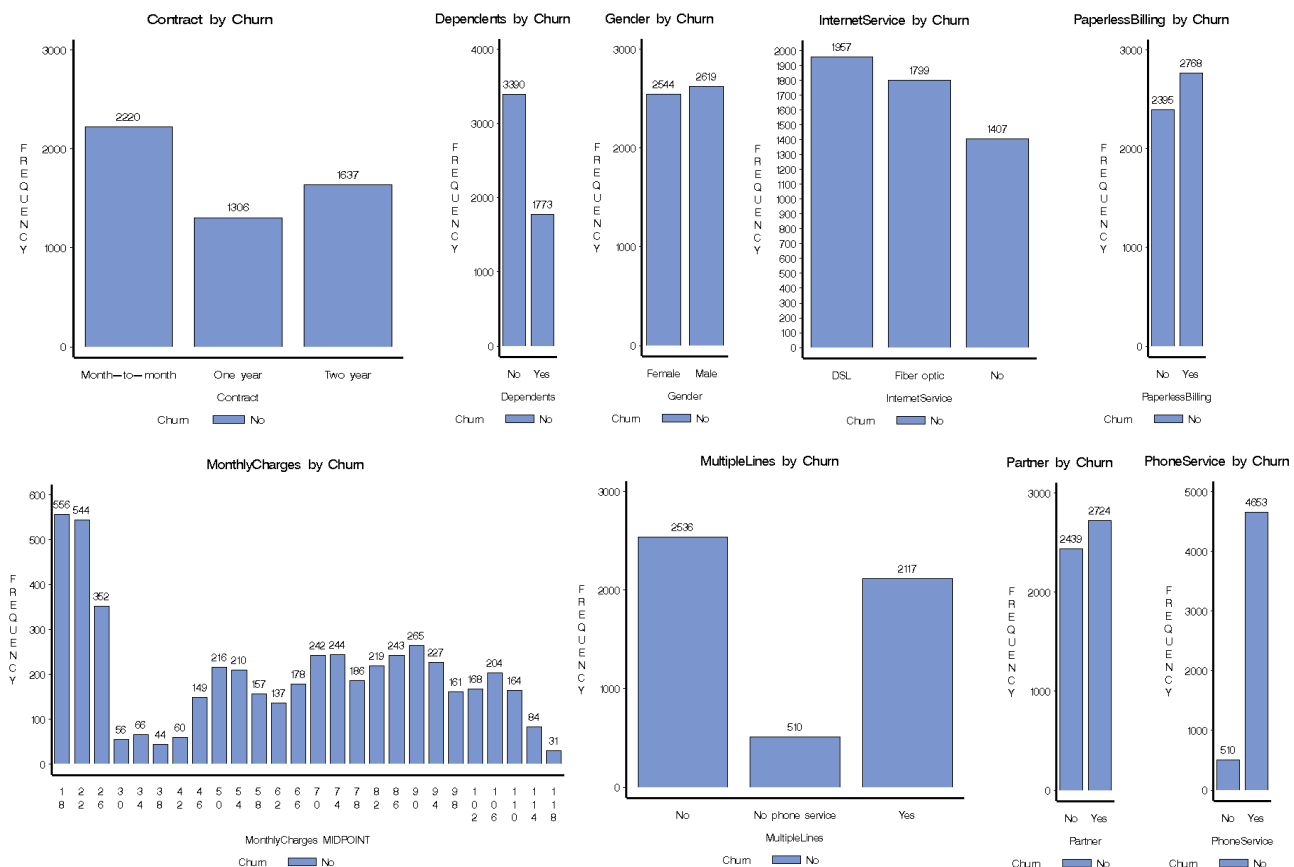 Contract by Churn
3000
2000
1000
0
FREQUENCY
2220
1306
1637
Month-to-month One year Two year
Contract
Churn No
Dependents by Churn
4000
3000
2000
1000
0
FREQUENCY
3390
1773
No Yes
Dependents
Churn No
Gender by Churn
3000
2000
1000
0
FREQUENCY
2544
2619
Female Male
Gender
Churn No
InternetService by Churn
2000
1900
1800
1700
1600
1500
1400
1300
1200
1100
1000
900
800
700
600
500
400
300
200
100
0
FREQUENCY
1957
1799
1407
DSL Fiber optic No
InternetService
Churn No
PaperlessBilling by Churn
3000
2000
1000
0
FREQUENCY
2395
2768
No Yes
PaperlessBilling
Churn No
MonthlyCharges by Churn
600
500
400
300
200
100
0
FREQUENCY
556 544 352 56 66 44 60 149 216 210 157 137 178 242 244 186 219 243 265 227 161 168 204 164 84 31
18 22 26 30 34 38 42 46 50 54 58 62 66 70 74 78 82 86 90 94 98 102 106 110 114 118
MonthlyCharges MIDPOINT
Churn No
MultipleLines by Churn
3000
2000
1000
0
FREQUENCY
2536
510
2117
No No phone service Yes
MultipleLines
Churn No
Partner by Churn
3000
2000
1000
0
FREQUENCY
2439
2724
No Yes
Partner
Churn No
PhoneService by Churn
5000
4000
3000
2000
1000
0
FREQUENCY
510
4653
No Yes
PhoneService
Churn No